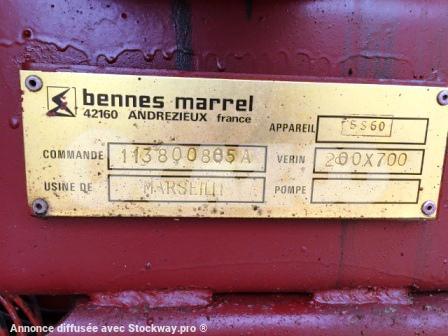 bennes marrel
42160 ANDREZIEUX france
APPAREIL SS60
COMMANDE 113800805A VERIN 200X700
USINE DE MARSEILLE POMPE
Annonce diffusée avec Stockway.pro ®